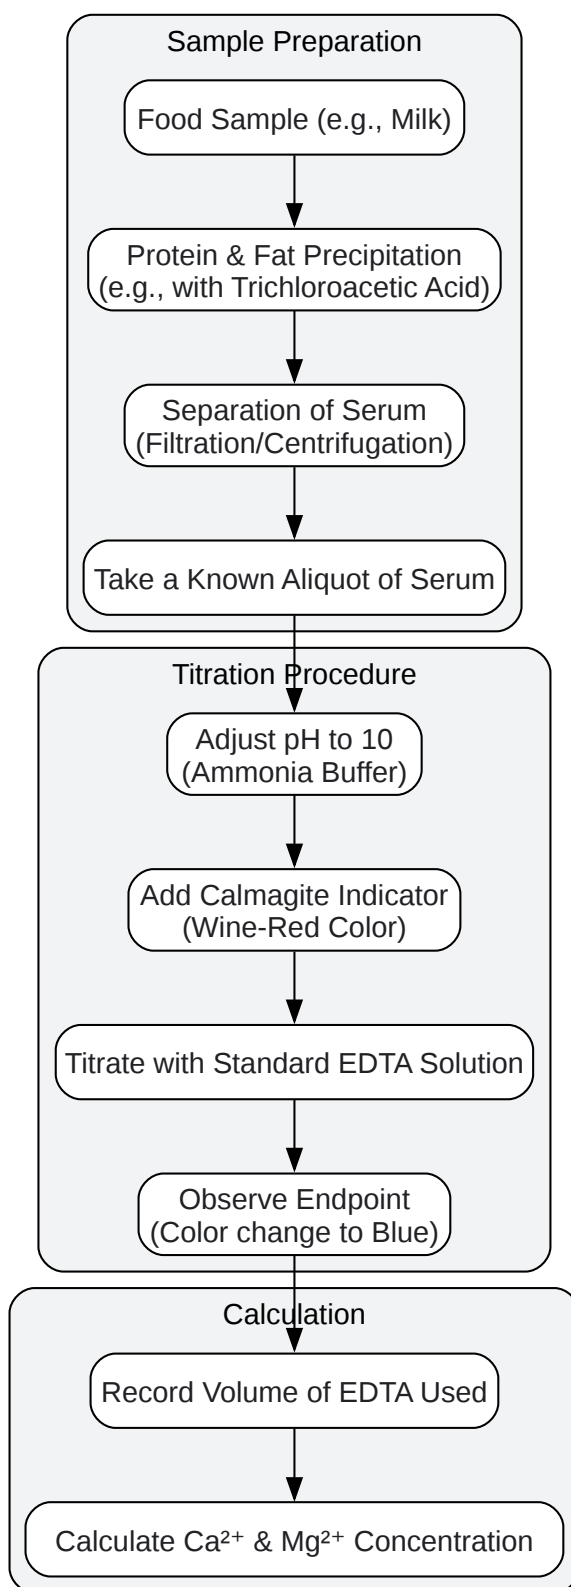 Sample Preparation
Food Sample (e.g., Milk)
Protein & Fat Precipitation
(e.g., with Trichloroacetic Acid)
Separation of Serum
(Filtration/Centrifugation)
Take a Known Aliquot of Serum
Titration Procedure
Adjust pH to 10
(Ammonia Buffer)
Add Calmagite Indicator
(Wine-Red Color)
Titrate with Standard EDTA Solution
Observe Endpoint
(Color change to Blue)
Calculation
Record Volume of EDTA Used
Calculate Ca²⁺ & Mg²⁺ Concentration